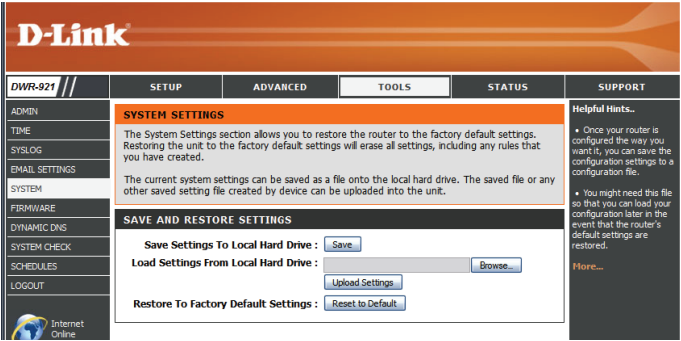 D-Link
DWR-921
SETUP
ADVANCED
TOOLS
STATUS
SUPPORT
ADMIN
TIME
SYSLOG
EMAIL SETTINGS
SYSTEM
FIRMWARE
DYNAMIC DNS
SYSTEM CHECK
SCHEDULES
LOGOUT
Internet
Online
SYSTEM SETTINGS
The System Settings section allows you to restore the router to the factory default settings.
Restoring the unit to the factory default settings will erase all settings, including any rules that
you have created.
The current system settings can be saved as a file onto the local hard drive. The saved file or any
other saved setting file created by device can be uploaded into the unit.
SAVE AND RESTORE SETTINGS
Save Settings To Local Hard Drive : Save
Load Settings From Local Hard Drive : Browse...
Upload Settings
Restore To Factory Default Settings : Reset to Default
Helpful Hints..
• Once your router is
configured the way you
want it, you can save the
configuration settings to a
configuration file.
• You might need this file
so that you can load your
configuration later in the
event that the router's
default settings are
restored.
More...